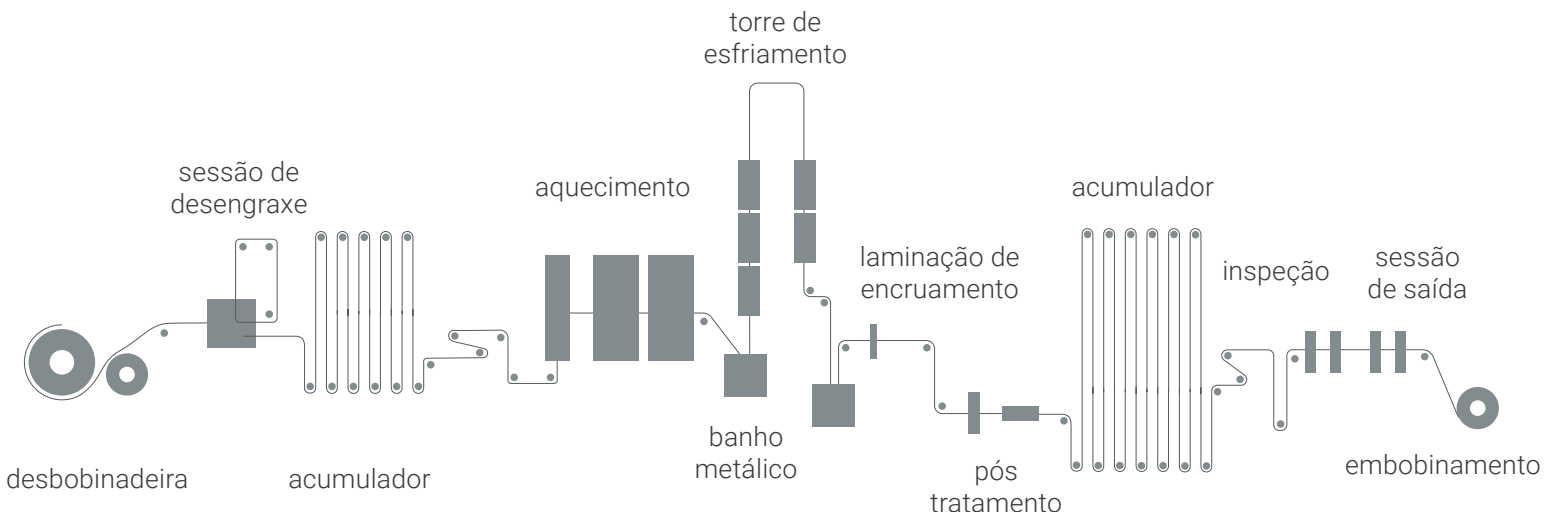 torre de
esfriamento
sessão de
desengraxe
aquecimento
acumulador
laminação de
encruamento
inspeção
sessão
de saída
banho
metálico
desbobinadeira
acumulador
pós
tratamento
embobinamento